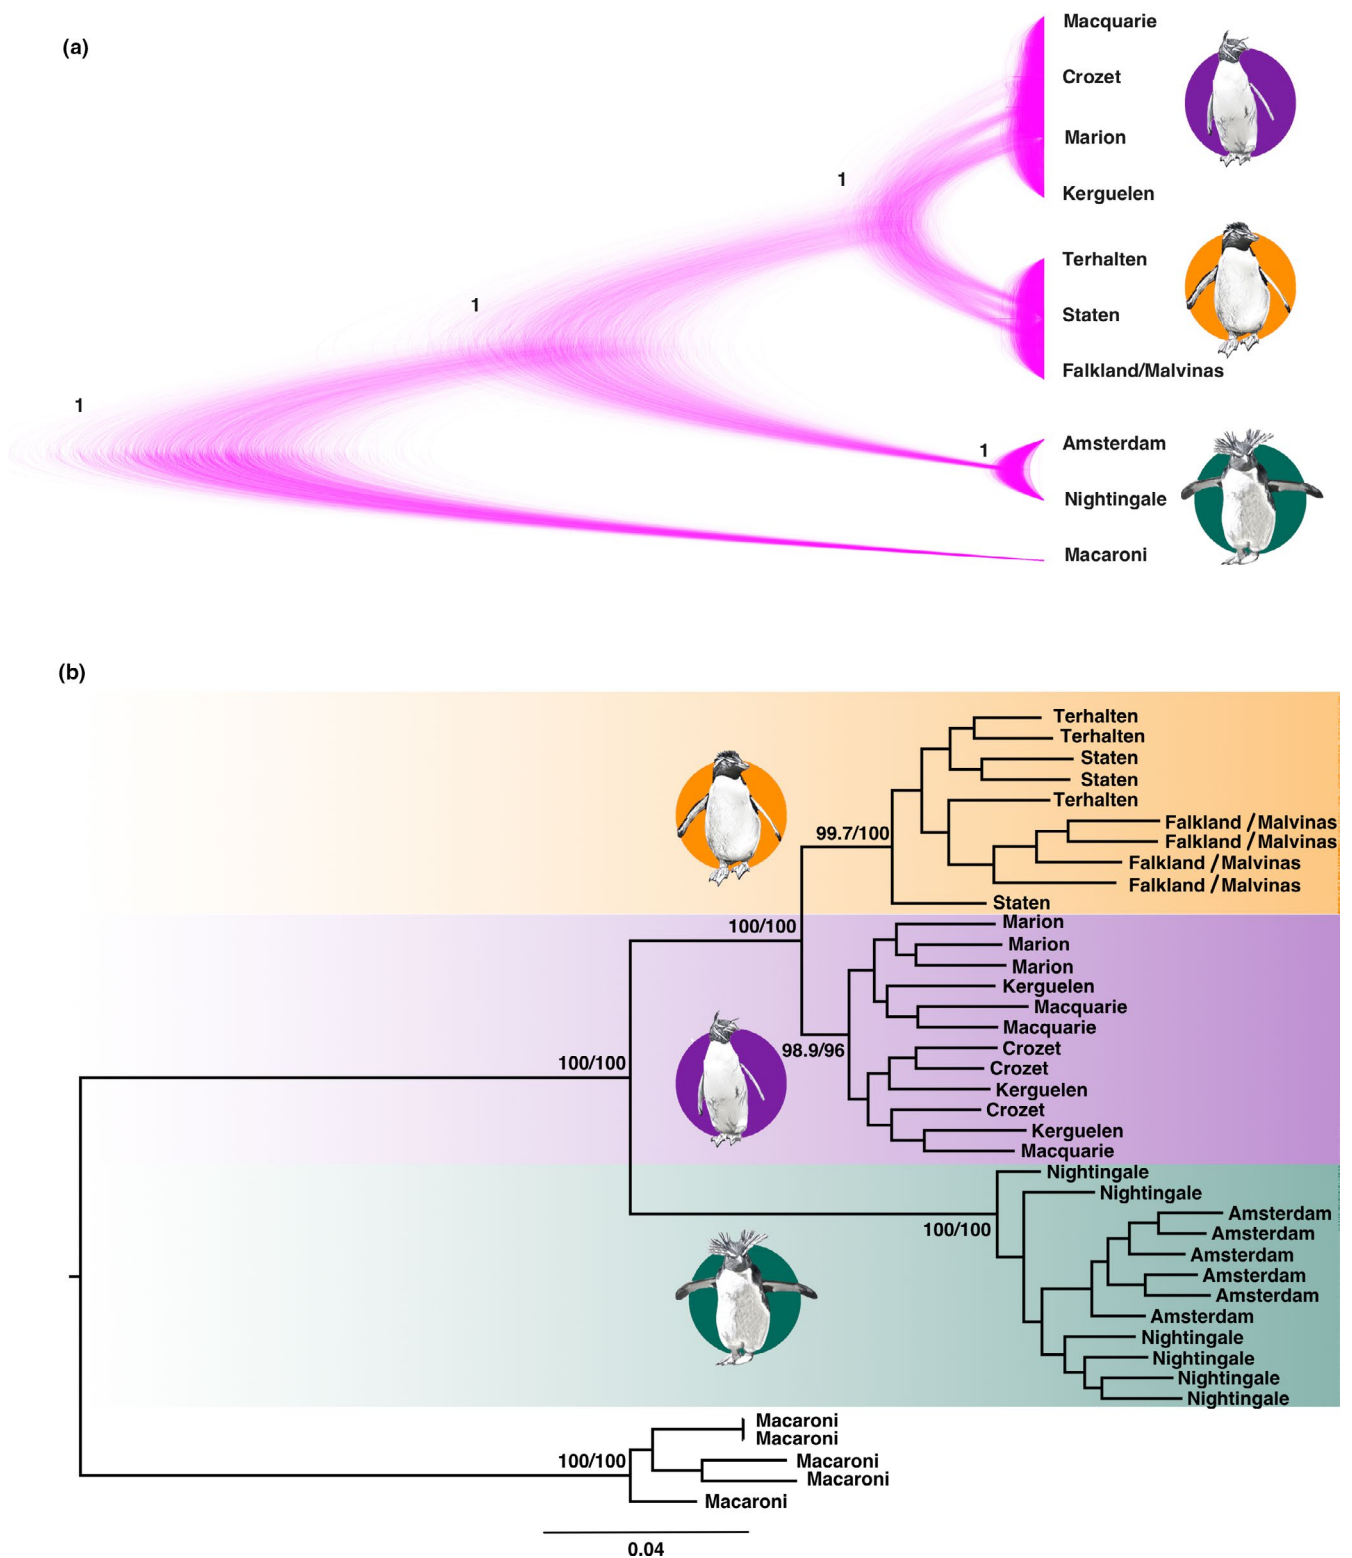 (a)
Macquarie
Crozet
Marion
1
Kerguelen
Terhalten
1
Staten
Falkland/Malvinas
1
Amsterdam
1
Nightingale
Macaroni
(b)
Terhalten
Terhalten
Staten
Staten
Terhalten
Falkland /Malvinas
99.7/100
Falkland /Malvinas
Falkland /Malvinas
Falkland /Malvinas
Staten
Marion
100/100
Marion
Marion
Kerguelen
Macquarie
Macquarie
Crozet
98.9/96
100/100
Crozet
Kerguelen
Crozet
Kerguelen
Macquarie
Nightingale
Nightingale
Amsterdam
100/100
Amsterdam
Amsterdam
Amsterdam
Amsterdam
Amsterdam
Nightingale
Nightingale
Nightingale
Nightingale
Macaroni
Macaroni
100/100
Macaroni
Macaroni
Macaroni
0.04